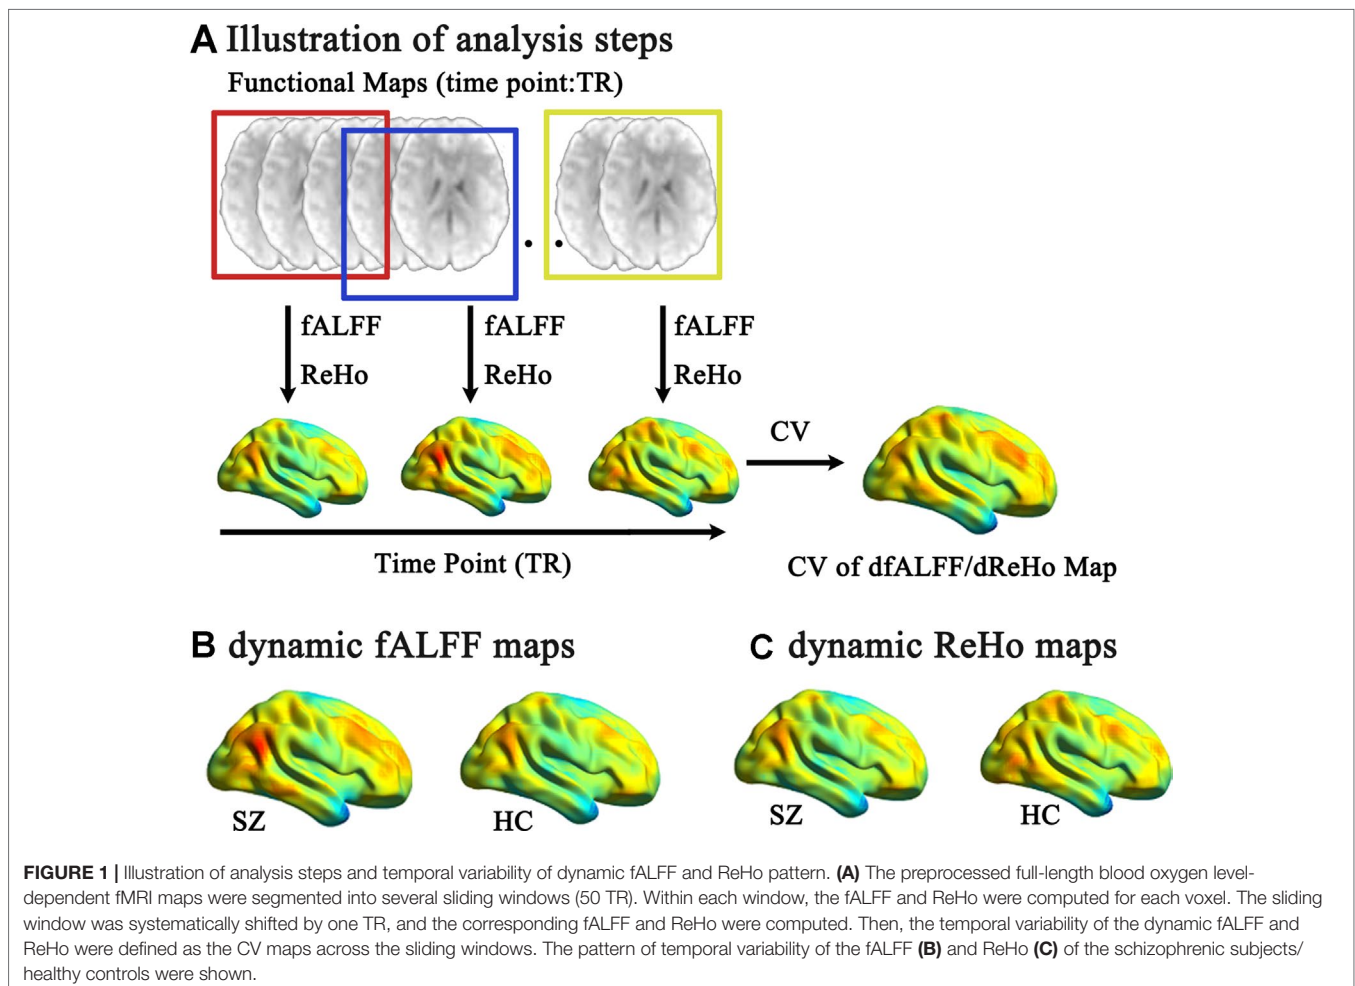 A Illustration of analysis steps
Functional Maps (time point:TR)
fALFF
ReHo
fALFF
ReHo
fALFF
ReHo
CV
Time Point (TR)
CV of dfALFF/dReHo Map
B dynamic fALFF maps
SZ
HC
C dynamic ReHo maps
SZ
HC
FIGURE 1 | Illustration of analysis steps and temporal variability of dynamic fALFF and ReHo pattern. (A) The preprocessed full-length blood oxygen level-
dependent fMRI maps were segmented into several sliding windows (50 TR). Within each window, the fALFF and ReHo were computed for each voxel. The sliding
window was systematically shifted by one TR, and the corresponding fALFF and ReHo were computed. Then, the temporal variability of the dynamic fALFF and
ReHo were defined as the CV maps across the sliding windows. The pattern of temporal variability of the fALFF (B) and ReHo (C) of the schizophrenic subjects/
healthy controls were shown.